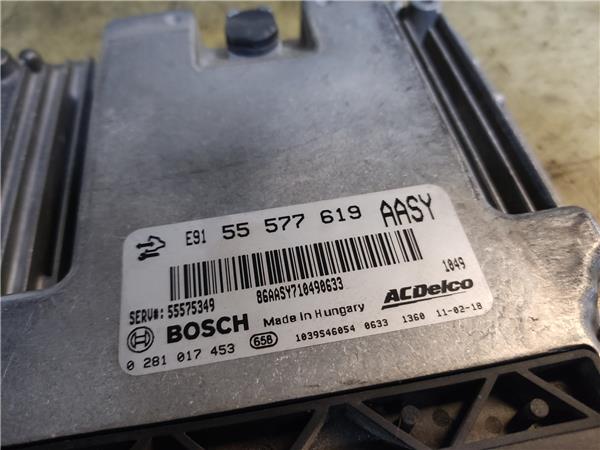 E91 55 577 619 AASY
SERV#: 55575349 86AASY710490633 1049
BOSCH Made in Hungary ACDelco
0 281 017 453 658 1039S46054 0633 1360 11-02-18